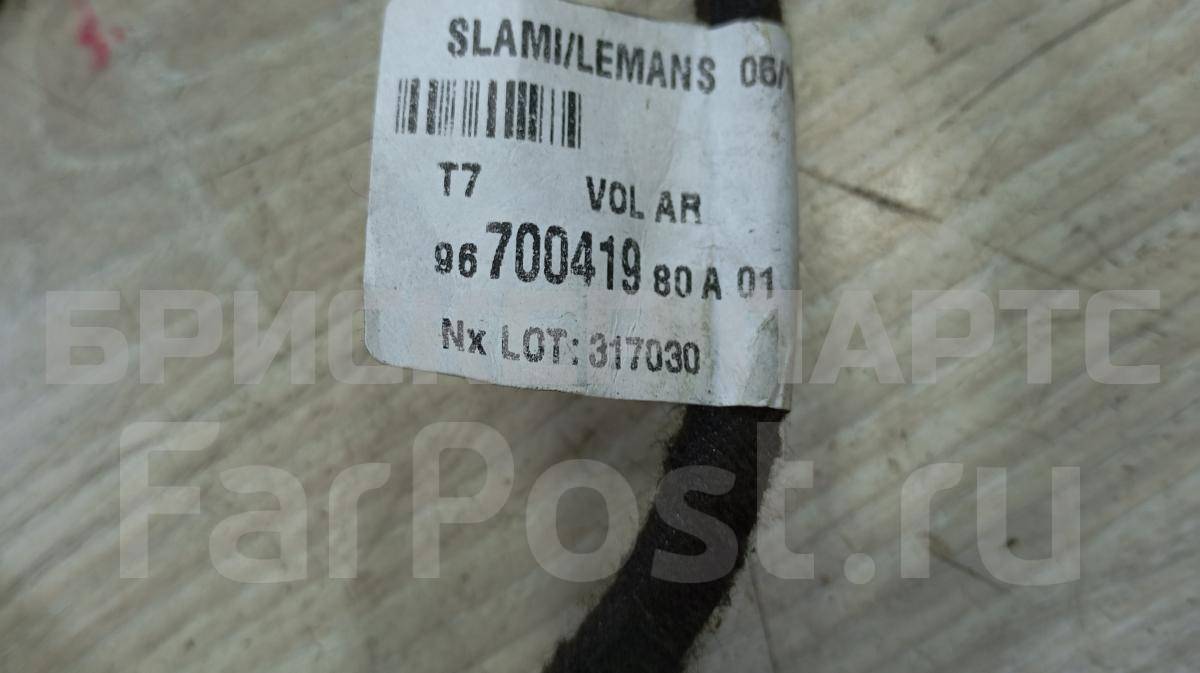 SLAMI/LEMANS 06/
T7 VOL AR
96 700419 80 A 01
Nx LOT: 317030
FarPost.ru